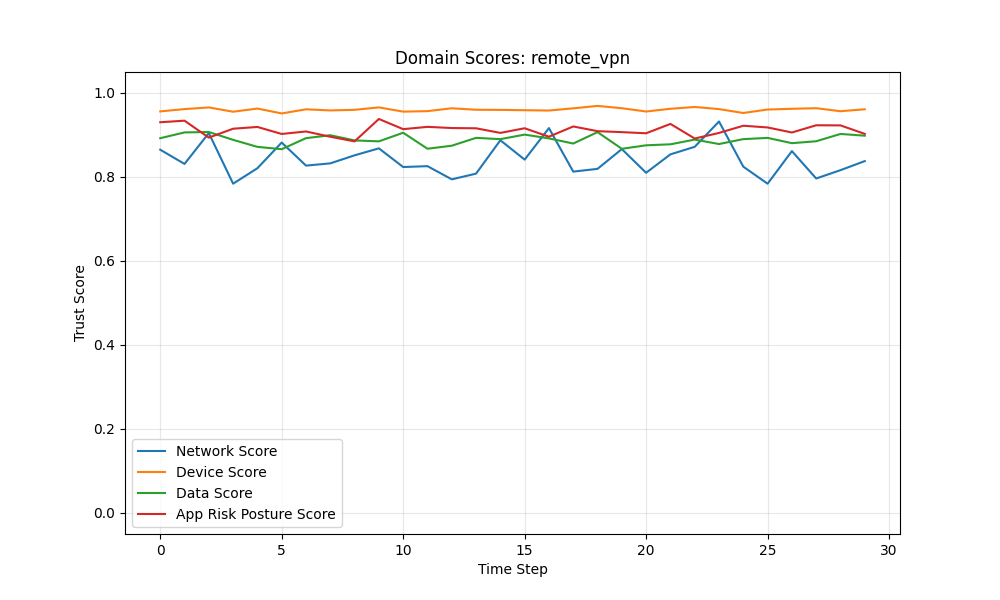 Domain Scores: remote_vpn
1.0
0.8
0.6
0.4
0.2
0.0
Trust Score
Network Score
Device Score
Data Score
App Risk Posture Score
0 5 10 15 20 25 30
Time Step